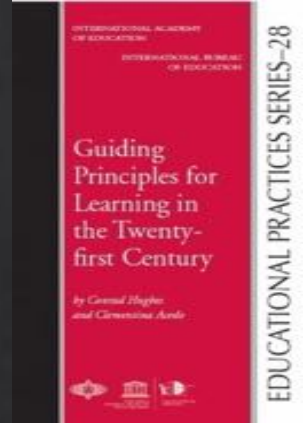 INTERNATIONAL ACADEMY
OF EDUCATION
INTERNATIONAL BUREAU
OF EDUCATION
Guiding
Principles for
Learning in
the Twenty-
first Century
by Conrad Hughes
and Clementina Acedo
EDUCATIONAL PRACTICES SERIES–28